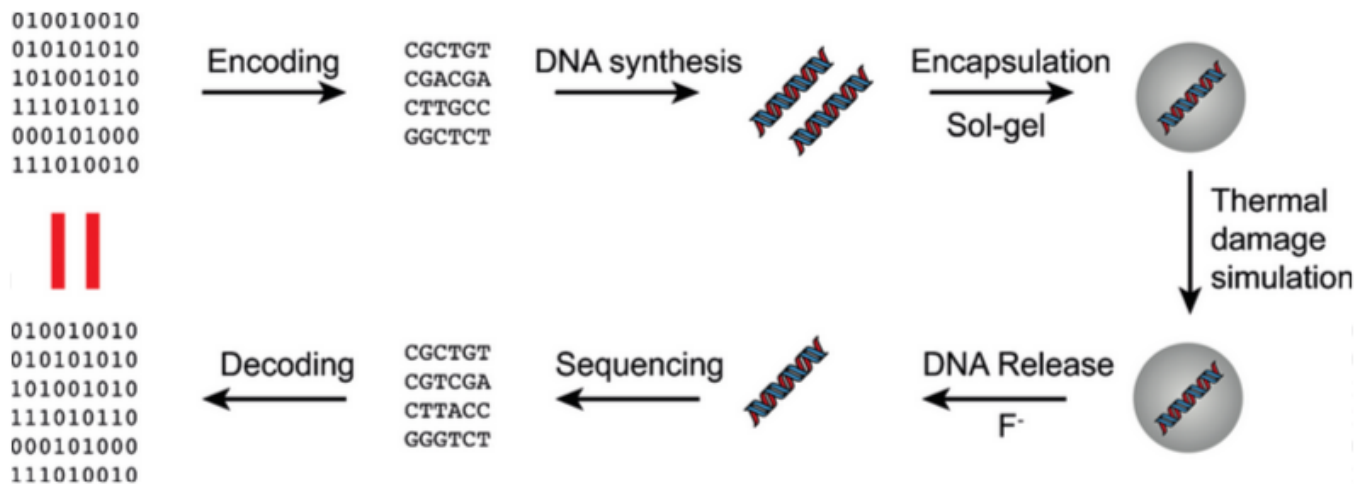 010010010
010101010
101001010
111010110
000101000
111010010
Encoding
CGCTGT
CGACGA
CTTGCC
GGCTCT
DNA synthesis
Encapsulation
Sol-gel
Thermal
damage
simulation
DNA Release
F-
Sequencing
CGCTGT
CGTCGA
CTTACC
GGGTCT
Decoding
010010010
010101010
101001010
111010110
000101000
111010010